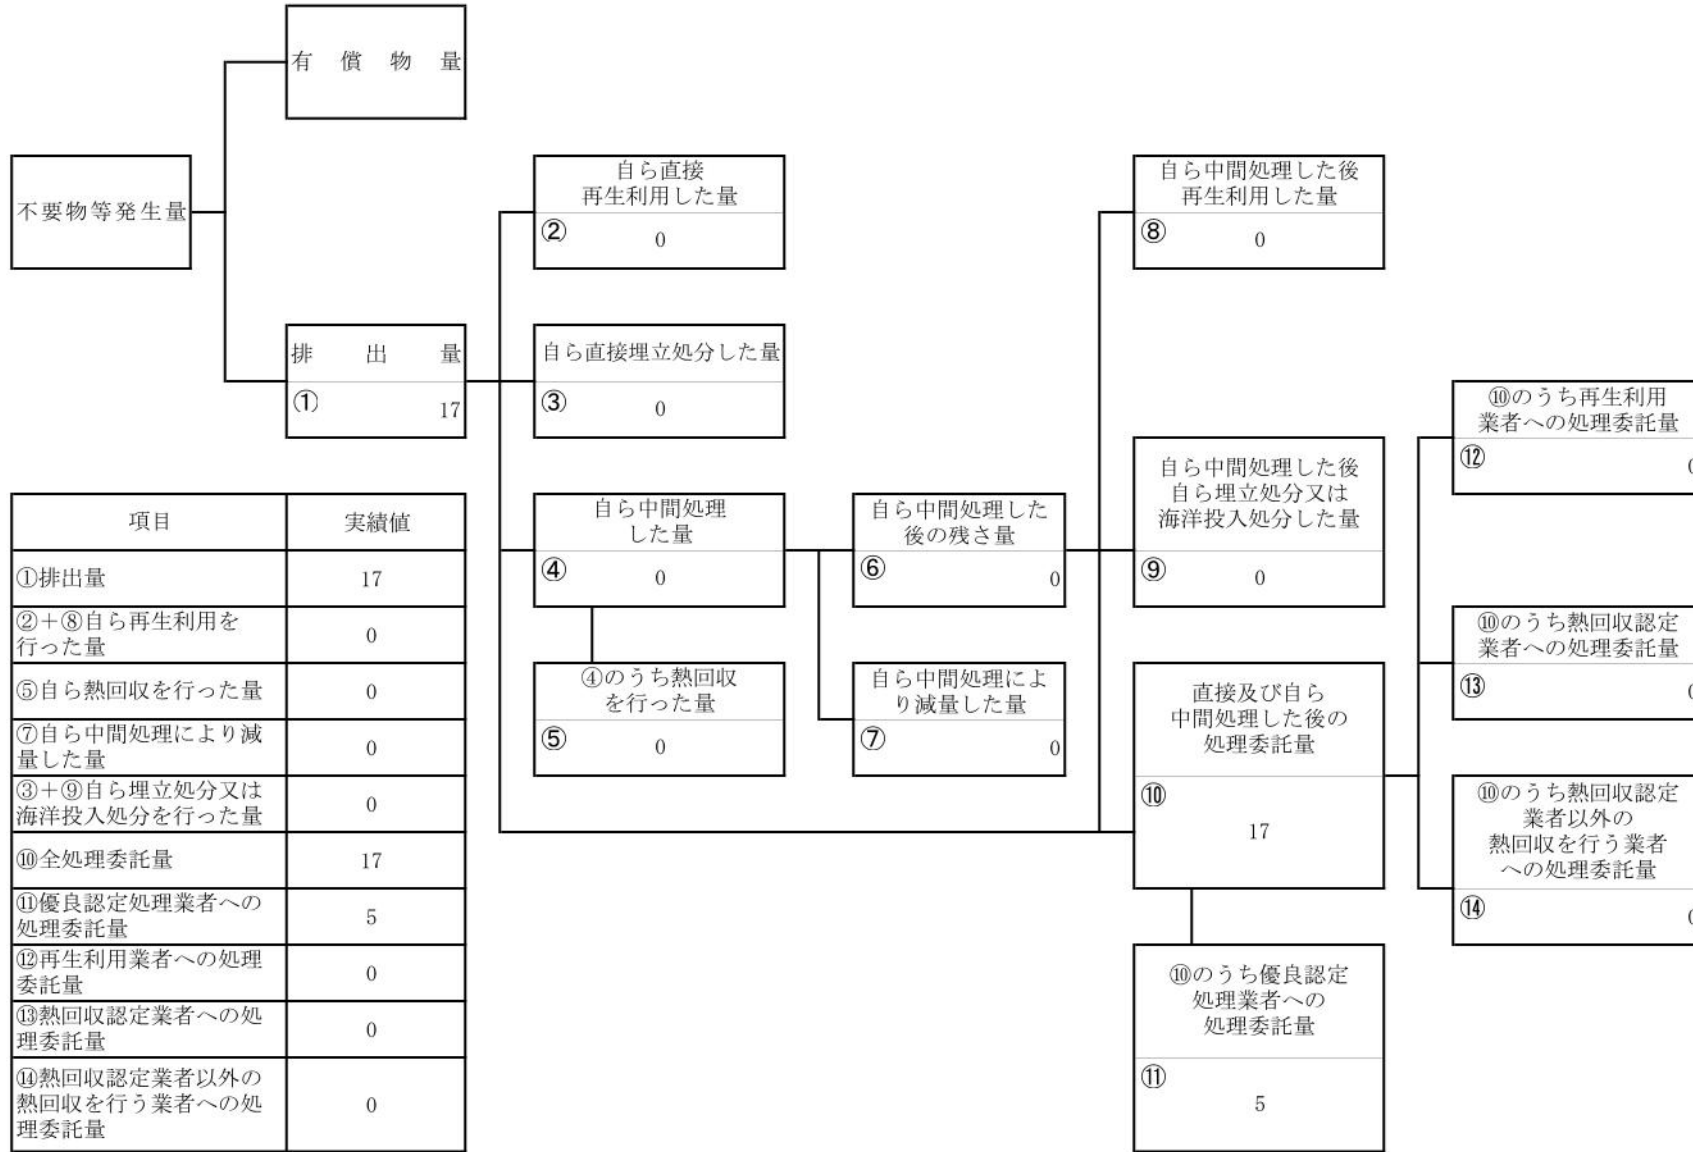 有償物量
不要物等発生量
排出量
① 17
自ら直接
再生利用した量
② 0
自ら直接埋立処分した量
③ 0
自ら中間処理
した量
④ 0
④のうち熱回収
を行った量
⑤ 0
自ら中間処理した
後の残さ量
⑥ 0
自ら中間処理によ
り減量した量
⑦ 0
自ら中間処理した後
再生利用した量
⑧ 0
自ら中間処理した後
自ら埋立処分又は
海洋投入処分した量
⑨ 0
直接及び自ら
中間処理した後の
処理委託量
⑩
17
⑩のうち優良認定
処理業者への
処理委託量
⑪
5
⑩のうち再生利用
業者への処理委託量
⑫ 0
⑩のうち熱回収認定
業者への処理委託量
⑬ 0
⑩のうち熱回収認定
業者以外の
熱回収を行う業者
への処理委託量
⑭ 0
項目 実績値
①排出量 17
②＋⑧自ら再生利用を
行った量 0
⑤自ら熱回収を行った量 0
⑦自ら中間処理により減
量した量 0
③＋⑨自ら埋立処分又は
海洋投入処分を行った量 0
⑩全処理委託量 17
⑪優良認定処理業者への
処理委託量 5
⑫再生利用業者への処理
委託量 0
⑬熱回収認定業者への処
理委託量 0
⑭熱回収認定業者以外の
熱回収を行う業者への処
理委託量 0